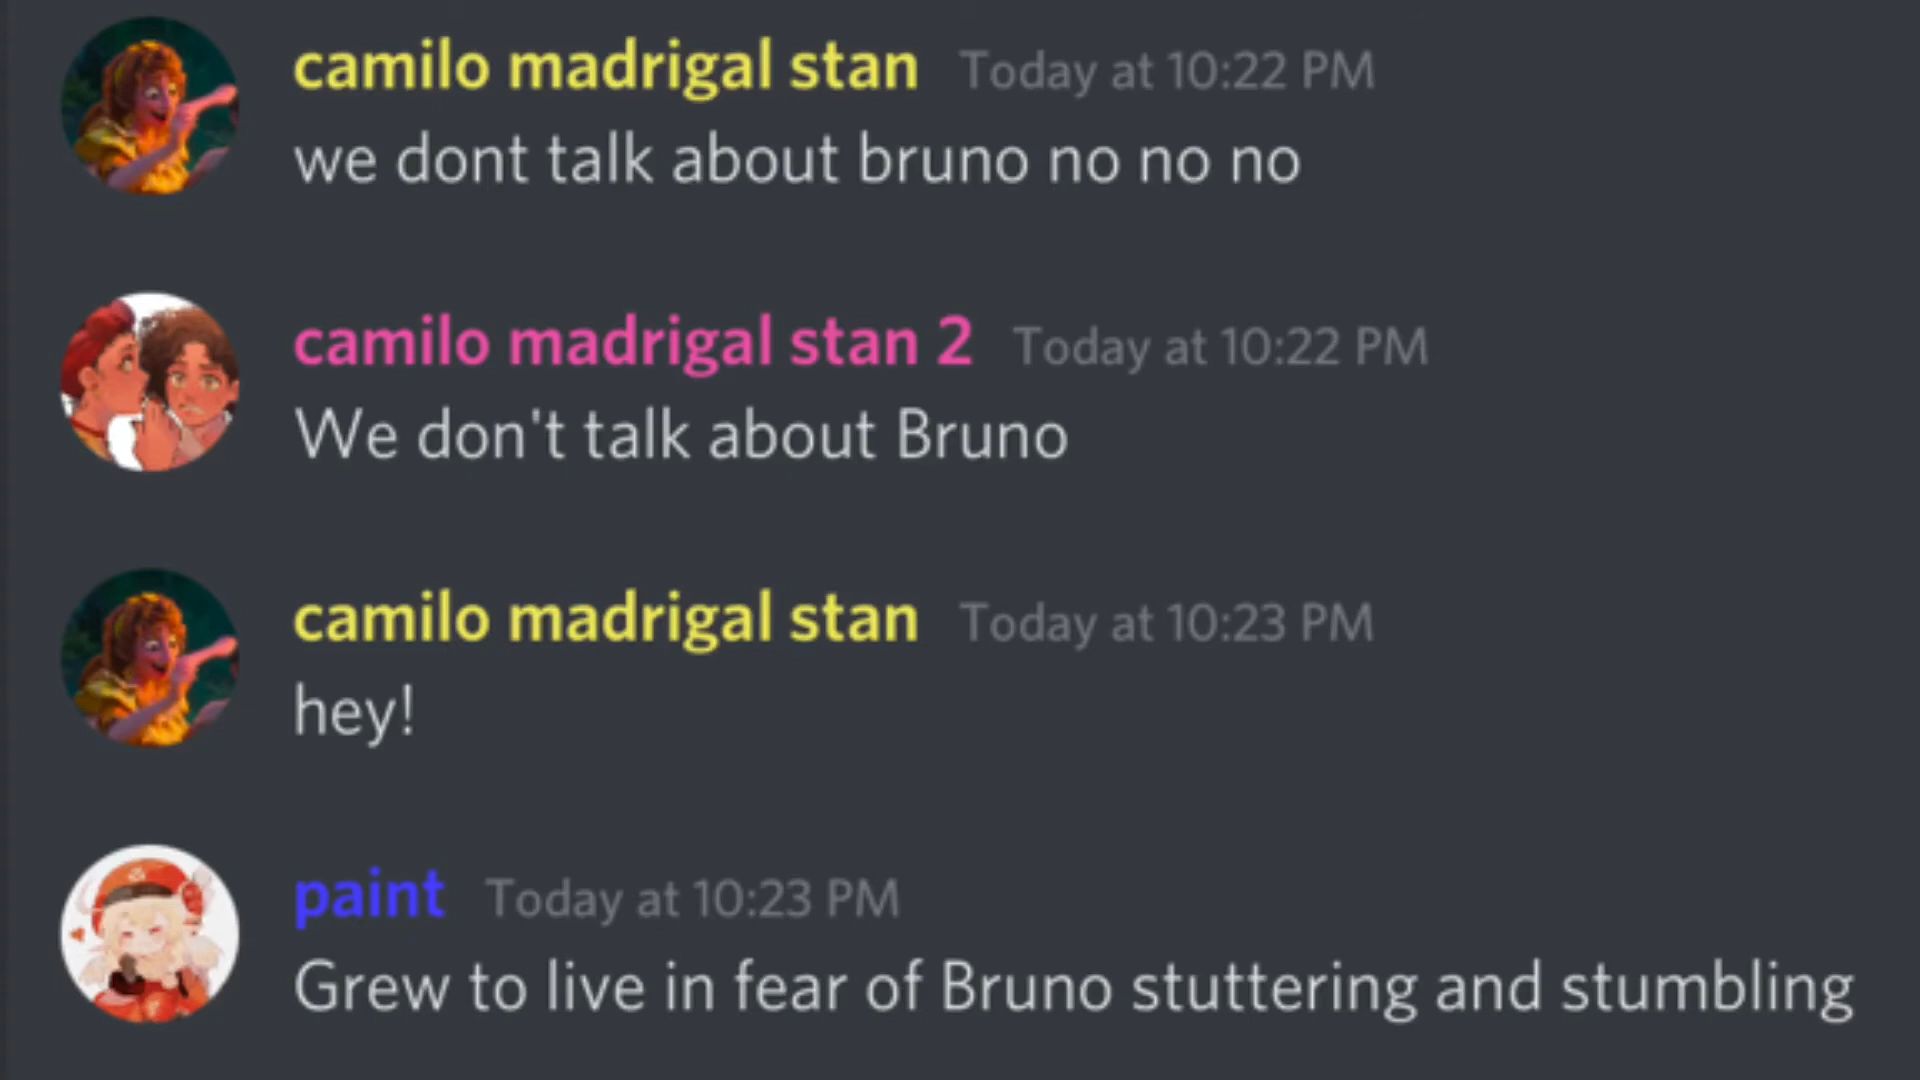 camilo madrigal stan Today at 10:22 PM
we dont talk about bruno no no no
camilo madrigal stan 2 Today at 10:22 PM
We don't talk about Bruno
camilo madrigal stan Today at 10:23 PM
hey!
paint Today at 10:23 PM
Grew to live in fear of Bruno stuttering and stumbling